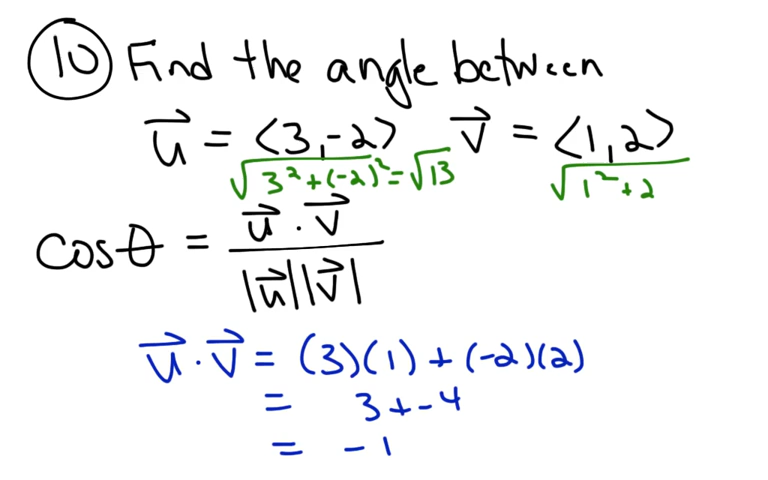 10 Find the angle between
u⃗ = ⟨3,-2⟩ v⃗ = ⟨1,2⟩
√(3²+(-2)²) = √13 √(1²+2
cosθ = (u⃗ · v⃗)/(|u⃗||v⃗|)
u⃗ · v⃗ = (3)(1) + (-2)(2)
= 3+-4
= -1